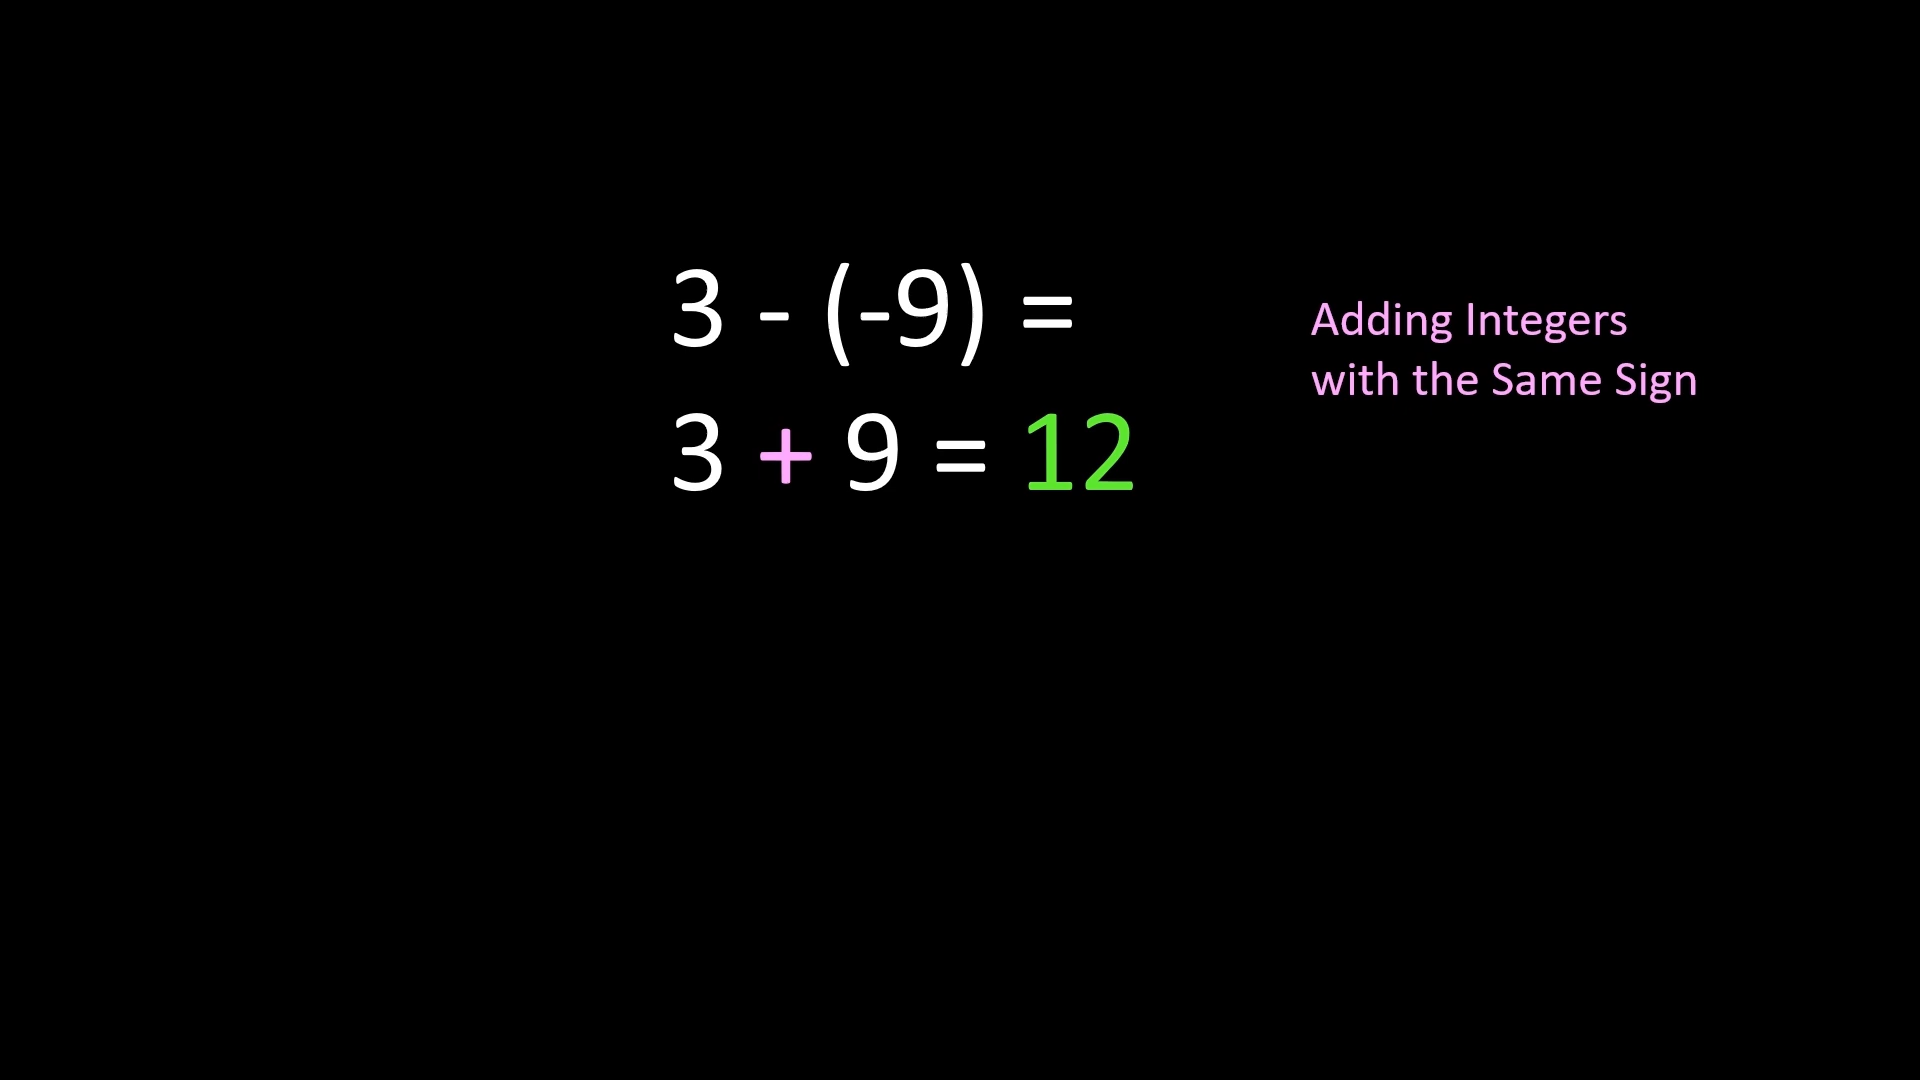 3 - (-9) =
3 + 9 = 12
Adding Integers
with the Same Sign